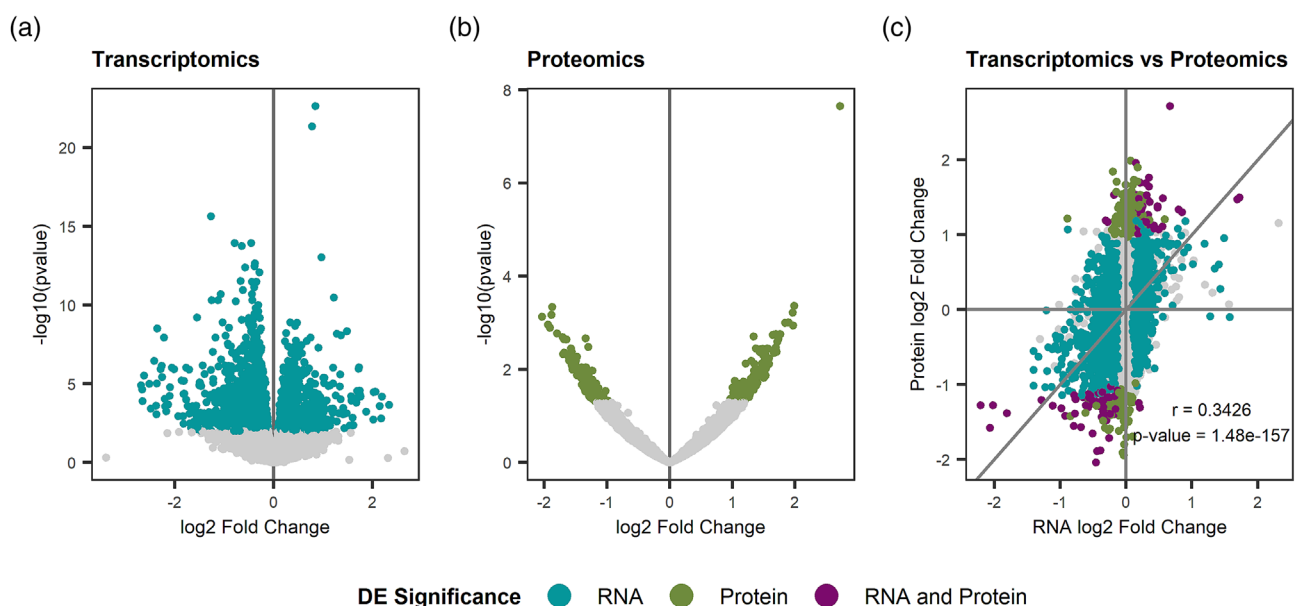 (a)
Transcriptomics
-log10(pvalue)
20
15
10
5
0
-2
0
2
log2 Fold Change
(b)
Proteomics
-log10(pvalue)
8
6
4
2
0
-2
-1
0
1
2
log2 Fold Change
(c)
Transcriptomics vs Proteomics
Protein log2 Fold Change
2
1
0
-1
-2
r = 0.3426
p-value = 1.48e-157
-2
-1
0
1
2
RNA log2 Fold Change
DE Significance RNA Protein RNA and Protein